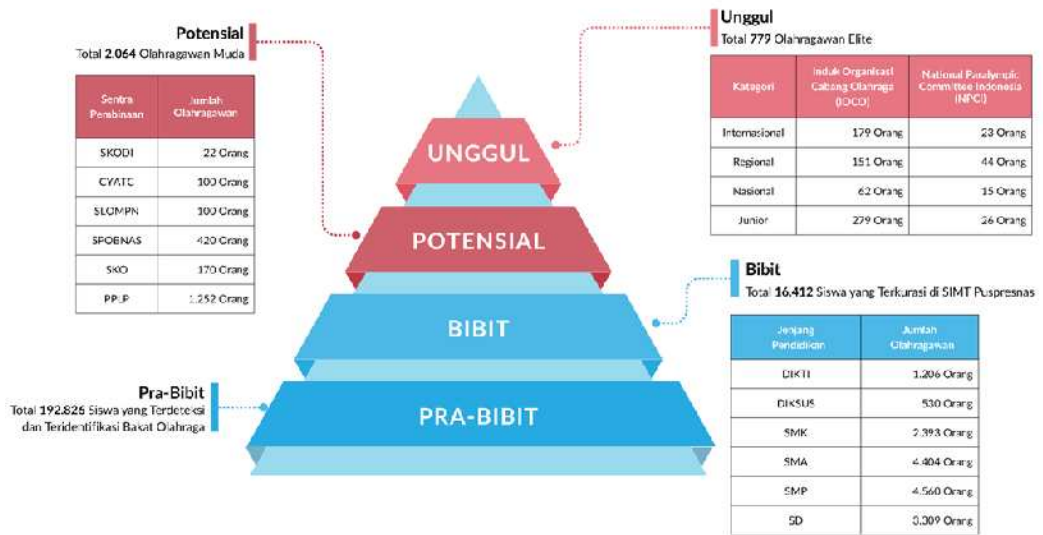 Potensial
Total 2.064 Olahragawan Muda
Sentra Pembinaan
Jumlah Olahragawan
SKODI 22 Orang
CYATC 100 Orang
SLOMPN 100 Orang
SPOBNAS 420 Orang
SKO 170 Orang
PPLP 1.252 Orang
Unggul
Total 779 Olahragawan Elite
Kategori
Induk Organisasi
Cabang Olahraga
(IOCO)
National Paralympic
Committee Indonesia
(NPCI)
Internasional 179 Orang 23 Orang
Regional 151 Orang 44 Orang
Nasional 62 Orang 15 Orang
Junior 279 Orang 26 Orang
UNGGUL
POTENSIAL
BIBIT
PRA-BIBIT
Bibit
Total 16.412 Siswa yang Terkurasi di SIMT Puspresnas
Jenjang
Pendidikan
Jumlah
Olahragawan
DIKTI 1.206 Orang
DIKSUS 530 Orang
SMK 2.393 Orang
SMA 4.404 Orang
SMP 4.560 Orang
SD 3.309 Orang
Pra-Bibit
Total 192.826 Siswa yang Terdeteksi
dan Teridentifikasi Bakat Olahraga